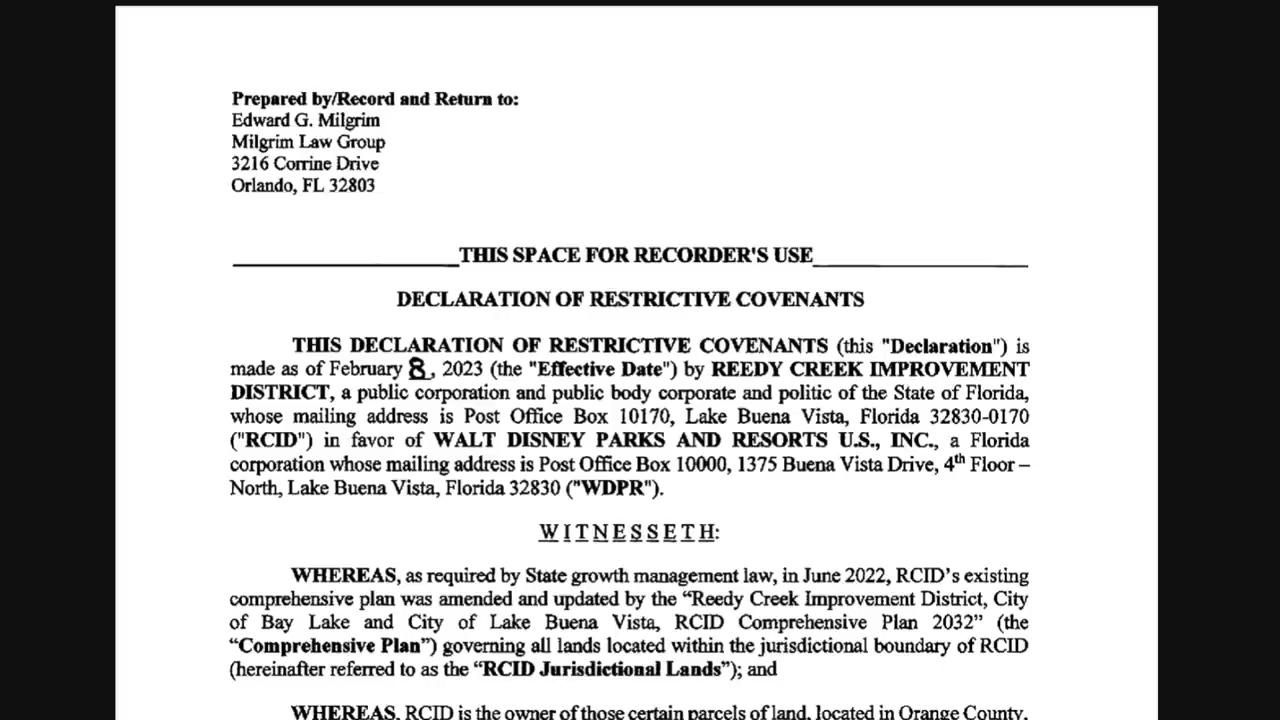 Prepared by/Record and Return to:
Edward G. Milgrim
Milgrim Law Group
3216 Corrine Drive
Orlando, FL 32803
THIS SPACE FOR RECORDER'S USE
DECLARATION OF RESTRICTIVE COVENANTS
THIS DECLARATION OF RESTRICTIVE COVENANTS (this "Declaration") is
made as of February 8, 2023 (the "Effective Date") by REEDY CREEK IMPROVEMENT
DISTRICT, a public corporation and public body corporate and politic of the State of Florida,
whose mailing address is Post Office Box 10170, Lake Buena Vista, Florida 32830-0170
("RCID") in favor of WALT DISNEY PARKS AND RESORTS U.S., INC., a Florida
corporation whose mailing address is Post Office Box 10000, 1375 Buena Vista Drive, 4th Floor –
North, Lake Buena Vista, Florida 32830 ("WDPR").
W I T N E S S E T H:
WHEREAS, as required by State growth management law, in June 2022, RCID's existing
comprehensive plan was amended and updated by the “Reedy Creek Improvement District, City
of Bay Lake and City of Lake Buena Vista, RCID Comprehensive Plan 2032” (the
“Comprehensive Plan”) governing all lands located within the jurisdictional boundary of RCID
(hereinafter referred to as the “RCID Jurisdictional Lands”); and
WHEREAS, RCID is the owner of those certain parcels of land, located in Orange County,